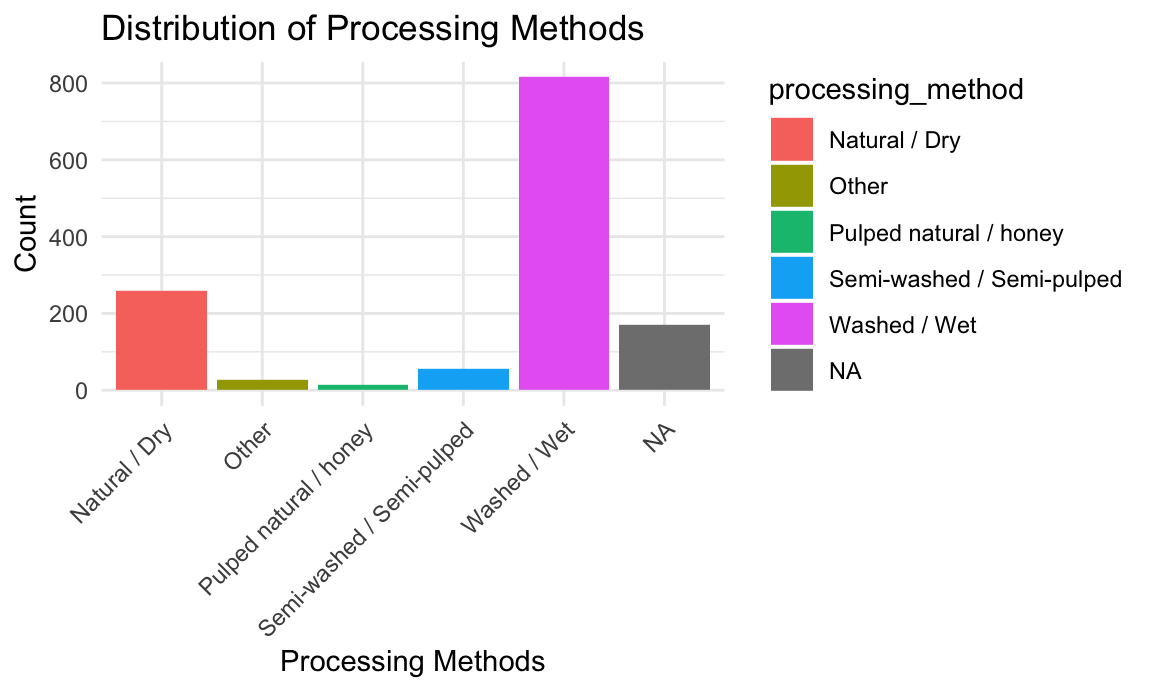 Distribution of Processing Methods
800
600
400
200
0
Count
Natural / Dry
Other
Pulped natural / honey
Semi-washed / Semi-pulped
Washed / Wet
NA
Processing Methods
processing_method
Natural / Dry
Other
Pulped natural / honey
Semi-washed / Semi-pulped
Washed / Wet
NA